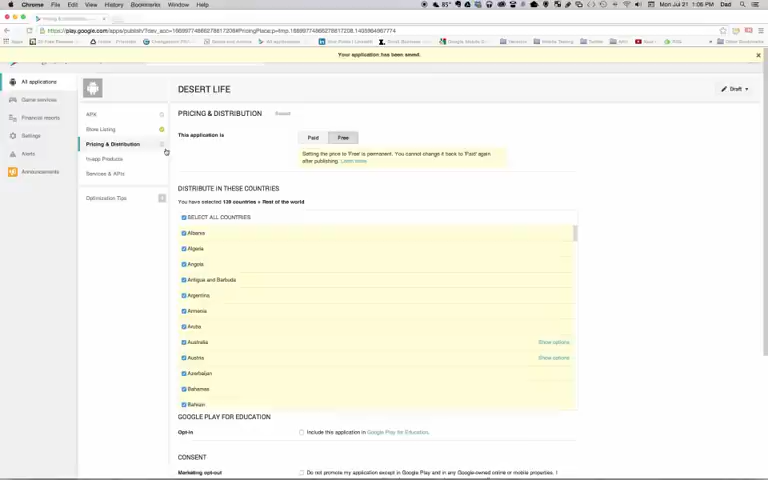 Chrome File Edit View History Bookmarks Window Help
Mon Jul 21 1:06 PM Dad
Your application has been saved.
All applications
Game services
Financial reports
Settings
Alerts
Announcements
APK
Store Listing
Pricing & Distribution
In-app Products
Services & APIs
Optimization Tips
DESERT LIFE
Draft
PRICING & DISTRIBUTION Saved
This application is
Paid Free
Setting the price to 'Free' is permanent. You cannot change it back to 'Paid' again
after publishing. Learn more.
DISTRIBUTE IN THESE COUNTRIES
You have selected 139 countries + Rest of the world
SELECT ALL COUNTRIES
Albania
Algeria
Angola
Antigua and Barbuda
Argentina
Armenia
Aruba
Australia Show options
Austria Show options
Azerbaijan
Bahamas
Bahrain
GOOGLE PLAY FOR EDUCATION
Opt-in Include this application in Google Play for Education.
CONSENT
Marketing opt-out Do not promote my application except in Google Play and in any Google-owned online or mobile properties. I